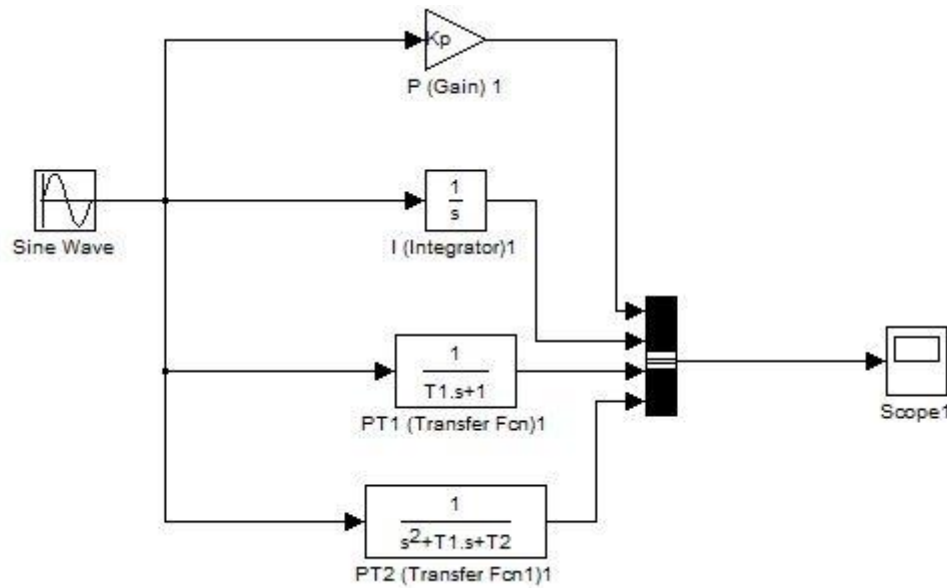 Kp
P (Gain) 1
Sine Wave
1
s
I (Integrator)1
1
T1.s+1
PT1 (Transfer Fcn)1
Scope1
1
s2+T1.s+T2
PT2 (Transfer Fcn1)1